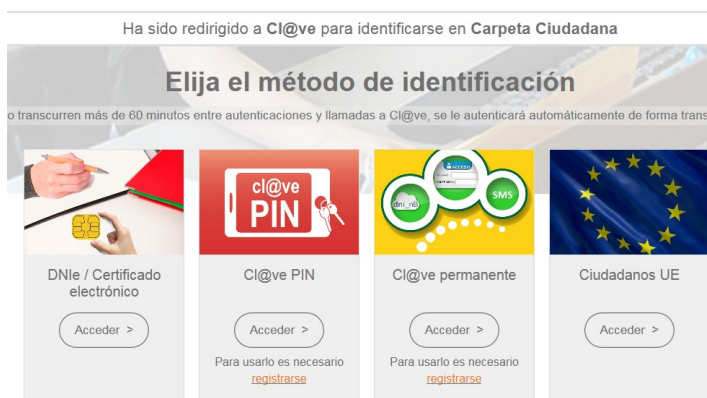 Ha sido redirigido a Cl@ve para identificarse en Carpeta Ciudadana
Elija el método de identificación
o transcurren más de 60 minutos entre autenticaciones y llamadas a Cl@ve, se le autenticará automáticamente de forma trans
cl@ve
PIN
ACCESO
dni_nB
SMS
DNIe / Certificado
electrónico
Cl@ve PIN
Cl@ve permanente
Ciudadanos UE
Acceder >
Acceder >
Acceder >
Acceder >
Para usarlo es necesario
registrarse
Para usarlo es necesario
registrarse